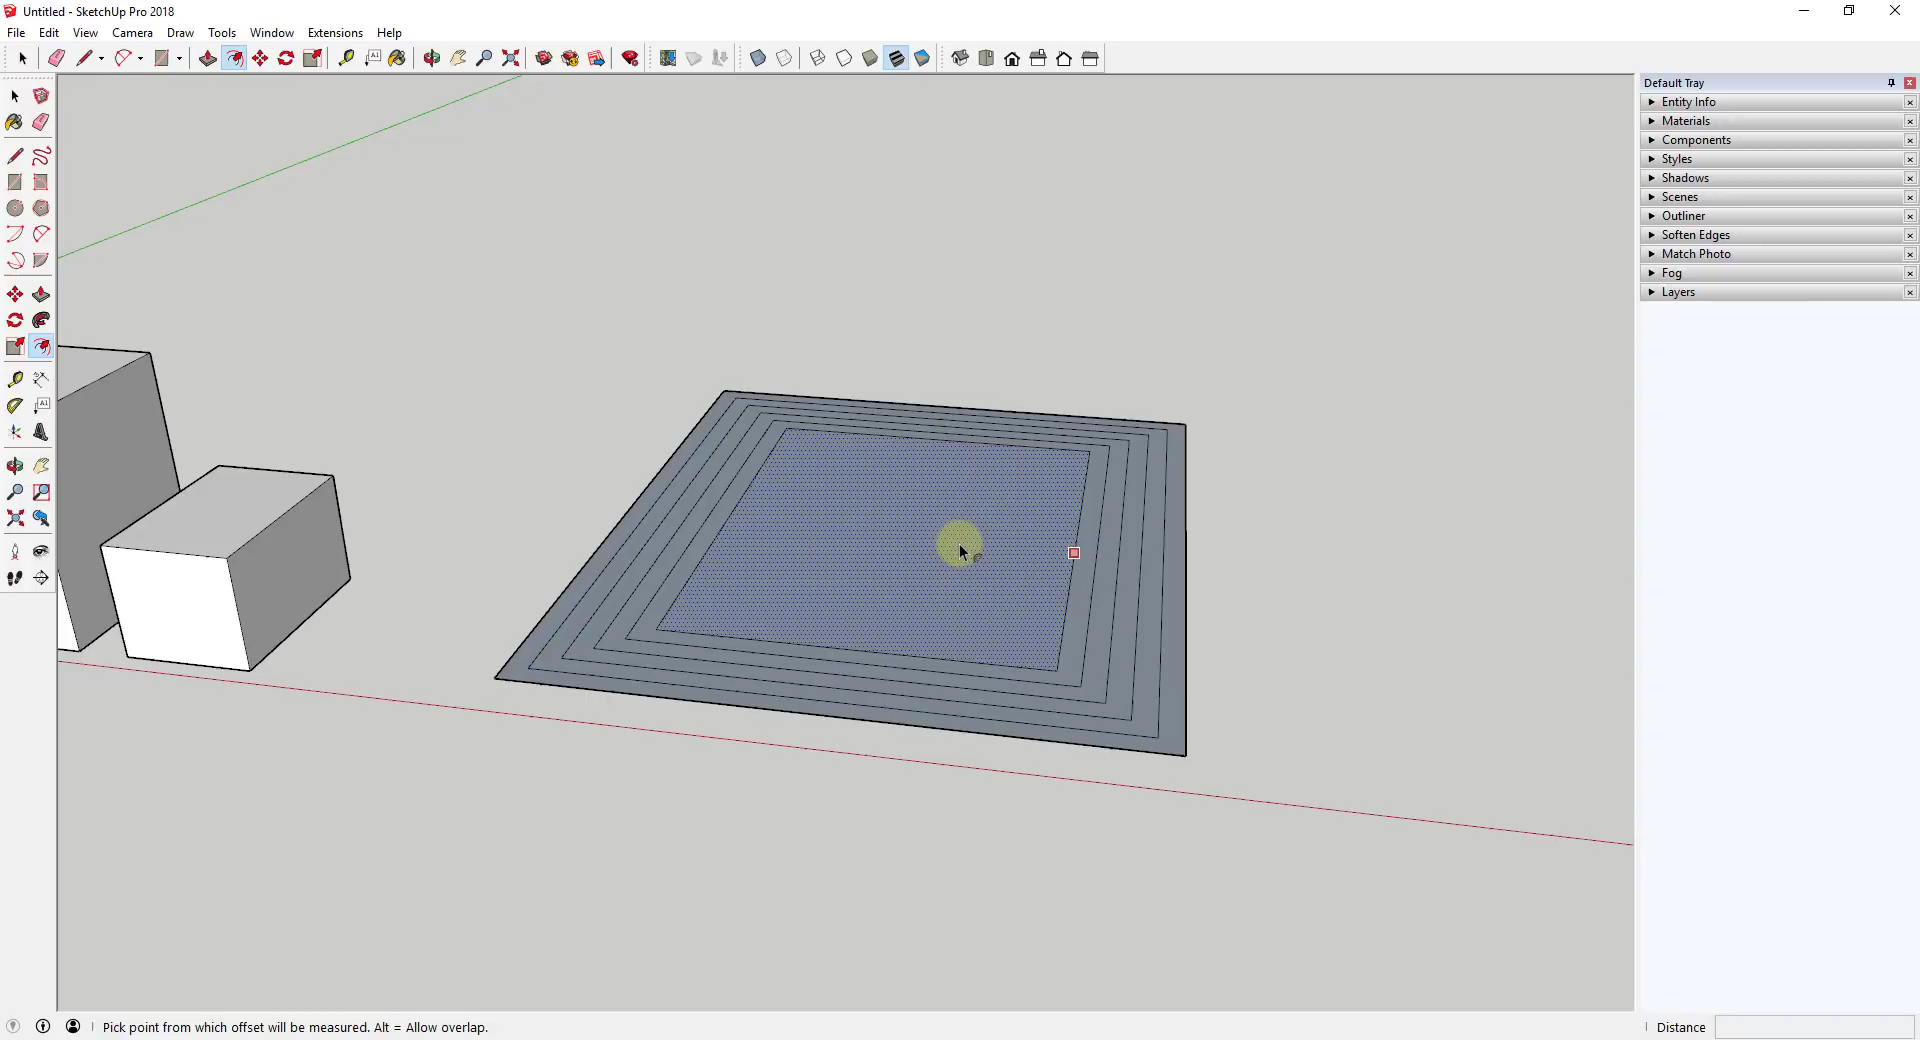 Untitled - SketchUp Pro 2018
File Edit View Camera Draw Tools Window Extensions Help
Default Tray
Entity Info
Materials
Components
Styles
Shadows
Scenes
Outliner
Soften Edges
Match Photo
Fog
Layers
Pick point from which offset will be measured. Alt = Allow overlap.
Distance